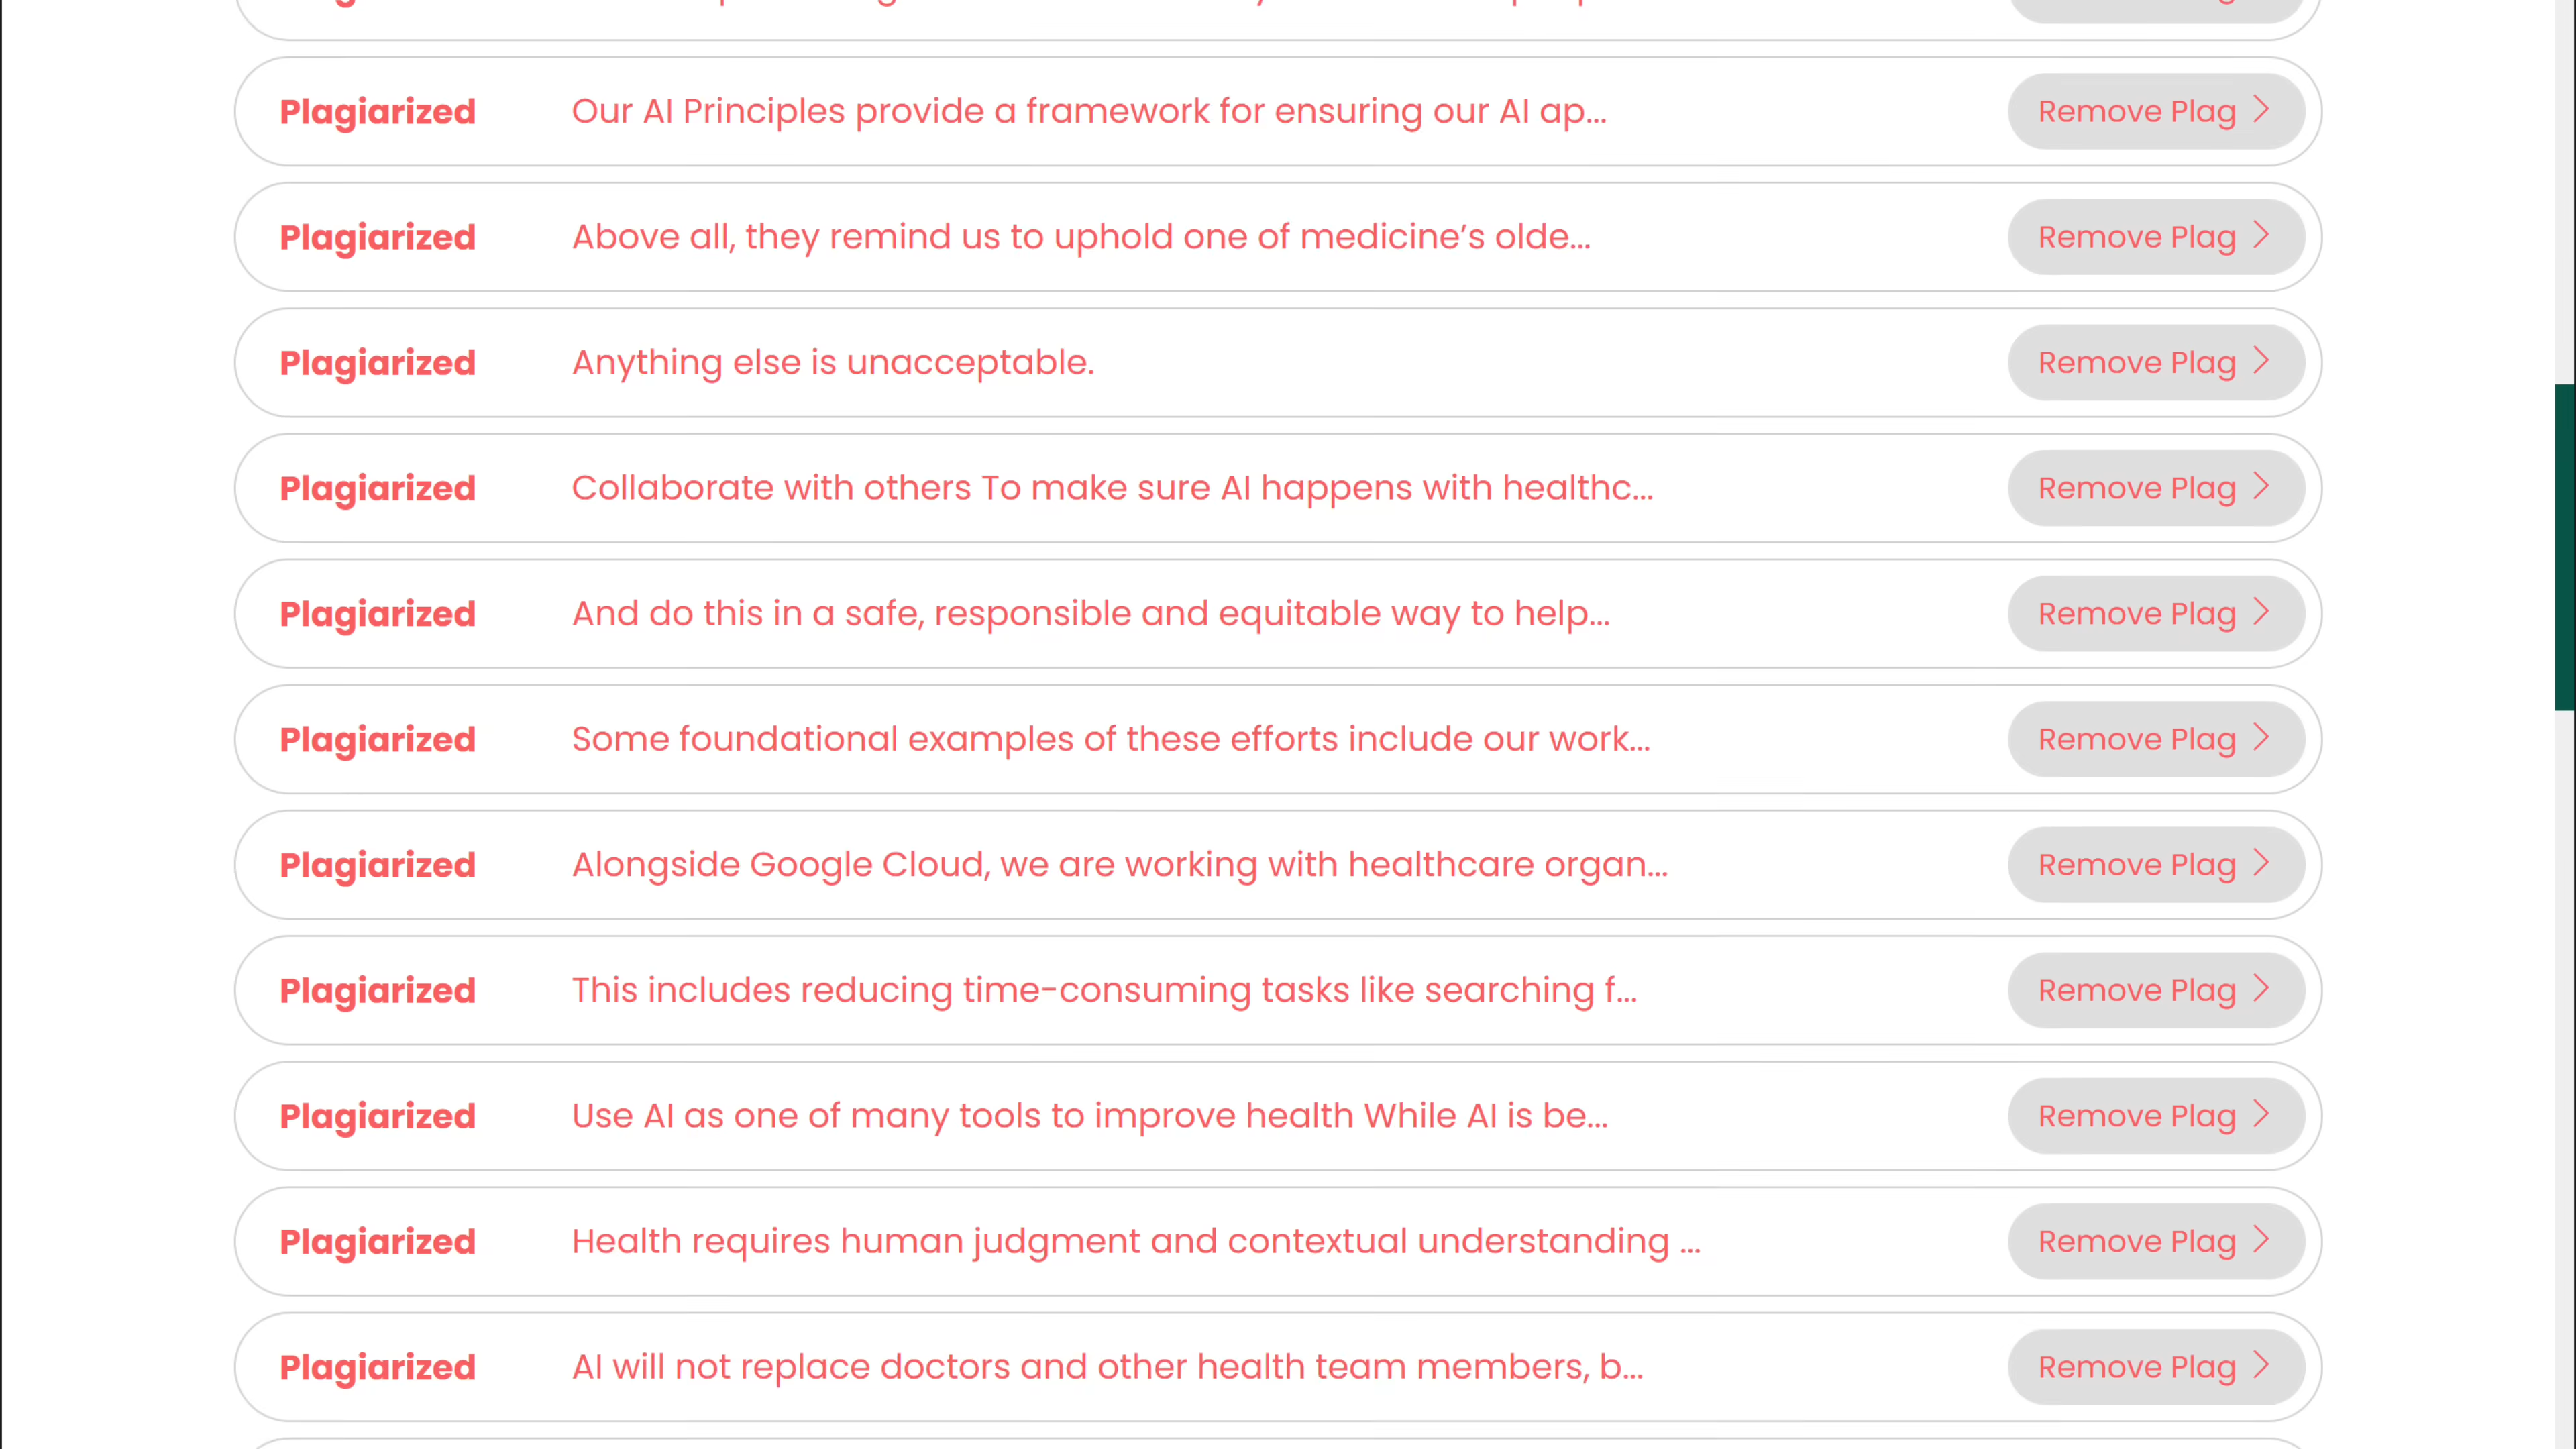 Plagiarized Our AI Principles provide a framework for ensuring our AI ap... Remove Plag
Plagiarized Above all, they remind us to uphold one of medicine’s olde... Remove Plag
Plagiarized Anything else is unacceptable. Remove Plag
Plagiarized Collaborate with others To make sure AI happens with healthc... Remove Plag
Plagiarized And do this in a safe, responsible and equitable way to help... Remove Plag
Plagiarized Some foundational examples of these efforts include our work... Remove Plag
Plagiarized Alongside Google Cloud, we are working with healthcare organ... Remove Plag
Plagiarized This includes reducing time-consuming tasks like searching f... Remove Plag
Plagiarized Use AI as one of many tools to improve health While AI is be... Remove Plag
Plagiarized Health requires human judgment and contextual understanding ... Remove Plag
Plagiarized AI will not replace doctors and other health team members, b... Remove Plag